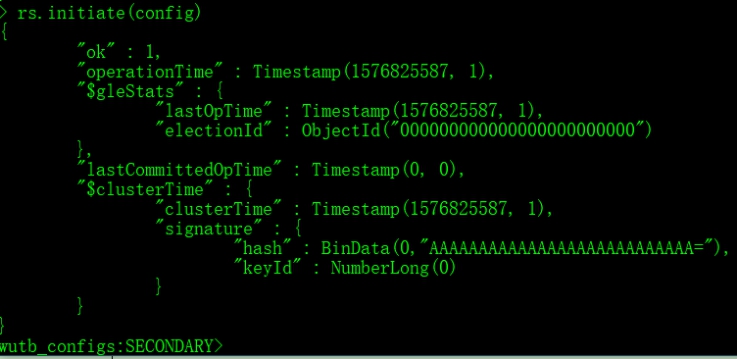 > rs.initiate(config)
{
        "ok" : 1,
        "operationTime" : Timestamp(1576825587, 1),
        "$gleStats" : {
                "lastOpTime" : Timestamp(1576825587, 1),
                "electionId" : ObjectId("000000000000000000000000")
        },
        "lastCommittedOpTime" : Timestamp(0, 0),
        "$clusterTime" : {
                "clusterTime" : Timestamp(1576825587, 1),
                "signature" : {
                        "hash" : BinData(0,"AAAAAAAAAAAAAAAAAAAAAAAAAAA="),
                        "keyId" : NumberLong(0)
                }
        }
}
wutb_configs:SECONDARY>